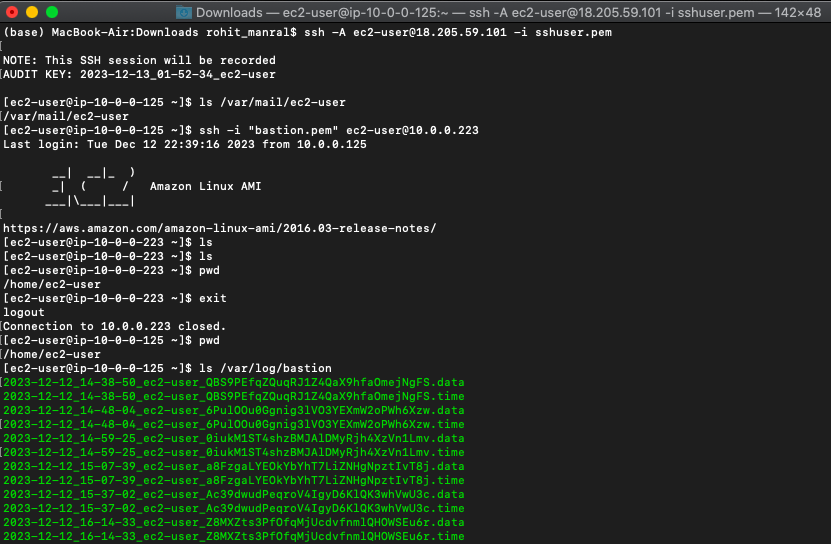 Downloads — ec2-user@ip-10-0-0-125:~ — ssh -A ec2-user@18.205.59.101 -i sshuser.pem — 142×48
(base) MacBook-Air:Downloads rohit_manral$ ssh -A ec2-user@18.205.59.101 -i sshuser.pem
[
NOTE: This SSH session will be recorded
[AUDIT KEY: 2023-12-13_01-52-34_ec2-user
[ec2-user@ip-10-0-0-125 ~]$ ls /var/mail/ec2-user
/var/mail/ec2-user
[ec2-user@ip-10-0-0-125 ~]$ ssh -i "bastion.pem" ec2-user@10.0.0.223
Last login: Tue Dec 12 22:39:16 2023 from 10.0.0.125
__|  __|_  )
[ _|  (     /   Amazon Linux AMI
___|\___|___|
[
https://aws.amazon.com/amazon-linux-ami/2016.03-release-notes/
[ec2-user@ip-10-0-0-223 ~]$ ls
[ec2-user@ip-10-0-0-223 ~]$ ls
[ec2-user@ip-10-0-0-223 ~]$ pwd
/home/ec2-user
[ec2-user@ip-10-0-0-223 ~]$ exit
logout
[Connection to 10.0.0.223 closed.
[[ec2-user@ip-10-0-0-125 ~]$ pwd
/home/ec2-user
[ec2-user@ip-10-0-0-125 ~]$ ls /var/log/bastion
[2023-12-12_14-38-50_ec2-user_QBS9PEfqZQuqRJ1Z4QaX9hfaOmejNgFS.data
2023-12-12_14-38-50_ec2-user_QBS9PEfqZQuqRJ1Z4QaX9hfaOmejNgFS.time
2023-12-12_14-48-04_ec2-user_6PulOOu0Ggnig3lVO3YEXmW2oPWh6Xzw.data
[2023-12-12_14-48-04_ec2-user_6PulOOu0Ggnig3lVO3YEXmW2oPWh6Xzw.time
2023-12-12_14-59-25_ec2-user_0iukM1ST4shzBMJAlDMyRjh4XzVn1Lmv.data
[2023-12-12_14-59-25_ec2-user_0iukM1ST4shzBMJAlDMyRjh4XzVn1Lmv.time
2023-12-12_15-07-39_ec2-user_a8FzgaLYEOkYbYhT7LiZNHgNpztIvT8j.data
[2023-12-12_15-07-39_ec2-user_a8FzgaLYEOkYbYhT7LiZNHgNpztIvT8j.time
2023-12-12_15-37-02_ec2-user_Ac39dwudPeqroV4IgyD6KlQK3whVwU3c.data
[2023-12-12_15-37-02_ec2-user_Ac39dwudPeqroV4IgyD6KlQK3whVwU3c.time
2023-12-12_16-14-33_ec2-user_Z8MXZts3PfOfqMjUcdvfnmlQHOWSEu6r.data
[2023-12-12_16-14-33_ec2-user_Z8MXZts3PfOfqMjUcdvfnmlQHOWSEu6r.time